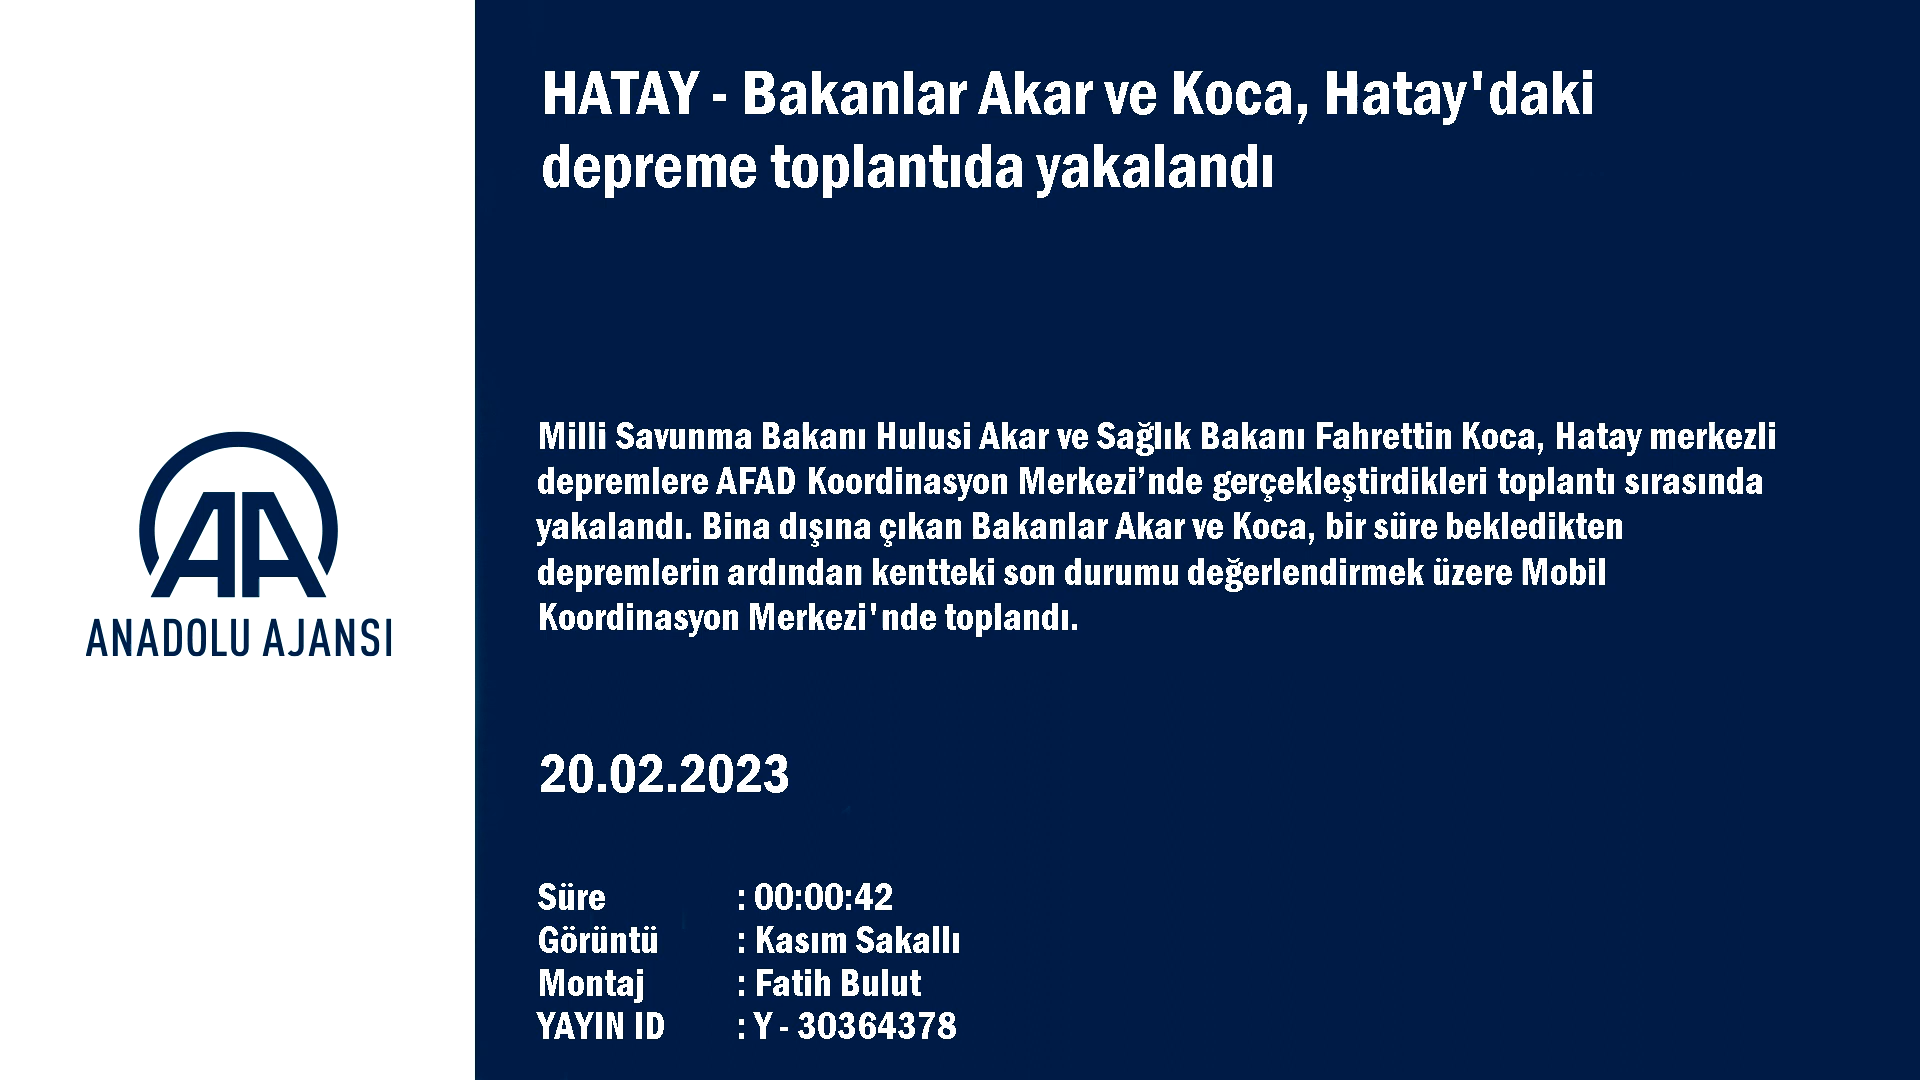 HATAY - Bakanlar Akar ve Koca, Hatay'daki
depreme toplantıda yakalandı
Milli Savunma Bakanı Hulusi Akar ve Sağlık Bakanı Fahrettin Koca, Hatay merkezli
depremlere AFAD Koordinasyon Merkezi’nde gerçekleştirdikleri toplantı sırasında
yakalandı. Bina dışına çıkan Bakanlar Akar ve Koca, bir süre bekledikten
depremlerin ardından kentteki son durumu değerlendirmek üzere Mobil
Koordinasyon Merkezi'nde toplandı.
AA
ANADOLU AJANSI
20.02.2023
Süre : 00:00:42
Görüntü : Kasım Sakallı
Montaj : Fatih Bulut
YAYIN ID : Y - 30364378